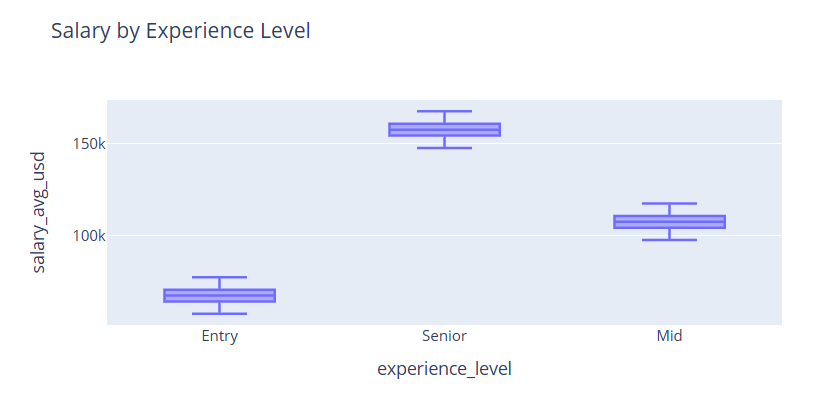 Salary by Experience Level
salary_avg_usd
150k
100k
Entry
Senior
Mid
experience_level